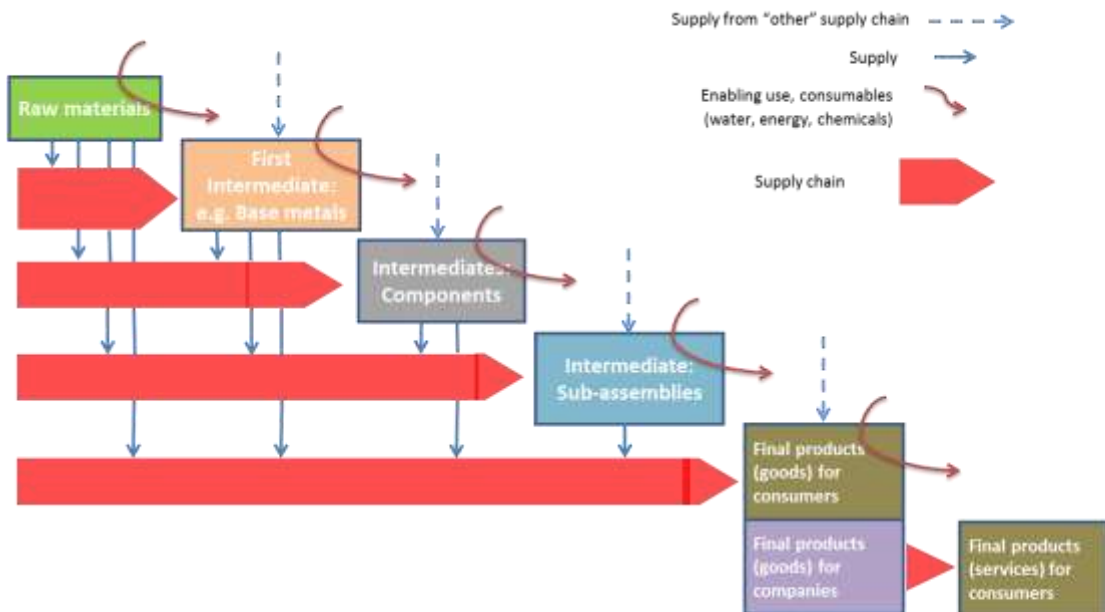 Supply from “other” supply chain
Supply
Enabling use, consumables
(water, energy, chemicals)
Supply chain
Raw materials
First
Intermediate:
e.g. Base metals
Intermediates:
Components
Intermediate:
Sub-assemblies
Final products
(goods) for
consumers
Final products
(goods) for
companies
Final products
(services) for
consumers